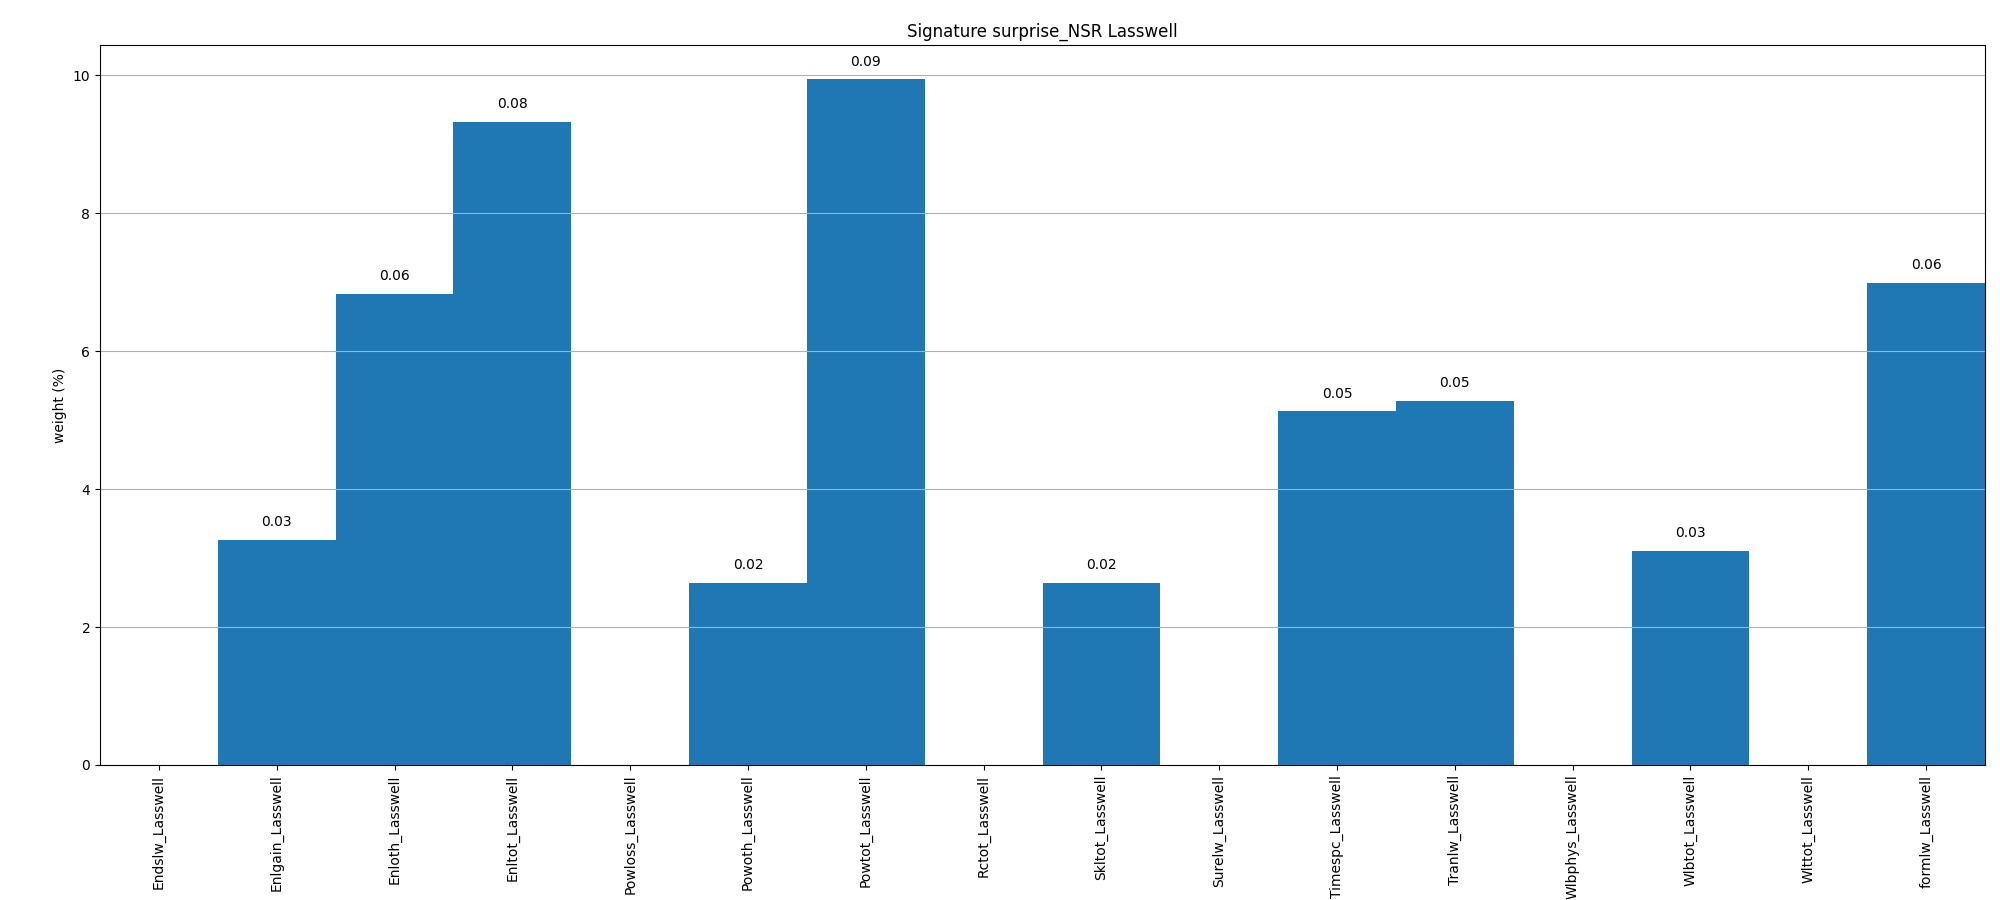 Signature surprise_NSR Lasswell
weight (%)
10
8
6
4
2
0
0.03
0.06
0.08
0.02
0.09
0.02
0.05
0.05
0.03
0.06
Endslw_Lasswell
Enlgain_Lasswell
Enloth_Lasswell
Enltot_Lasswell
Powloss_Lasswell
Powoth_Lasswell
Powtot_Lasswell
Rctot_Lasswell
Skltot_Lasswell
Surelw_Lasswell
Timespc_Lasswell
Tranlw_Lasswell
Wlbphys_Lasswell
Wlbtot_Lasswell
Wlttot_Lasswell
formlw_Lasswell